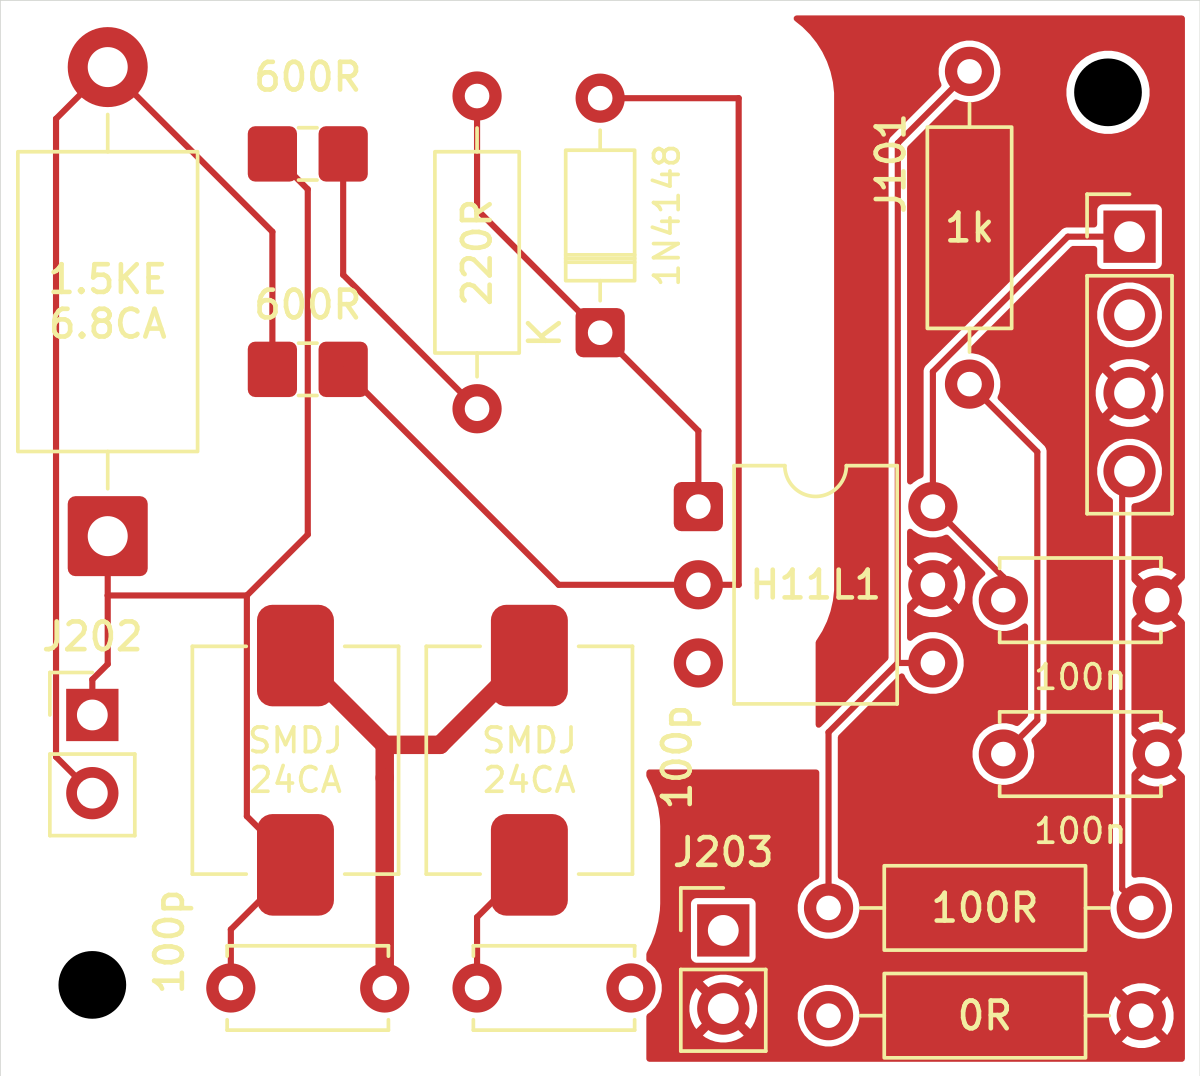 600R
J101
1N4148
220R
1k
1.5KE
6.8CA
600R
K
H11L1
J202
100n
SMDJ
24CA
SMDJ
24CA
100p
100n
J203
100p
100R
0R